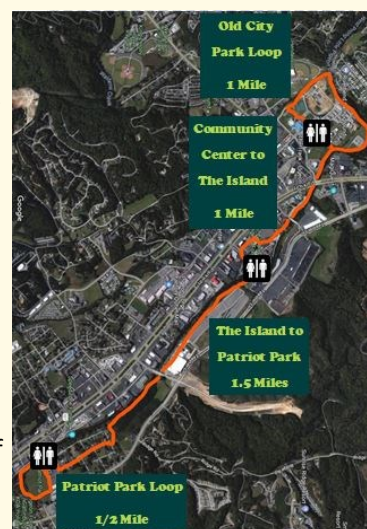 Old City
Park Loop
1 Mile
Community
Center to
The Island
1 Mile
Google
The Island to
Patriot Park
1.5 Miles
f
Patriot Park Loop
1/2 Mile